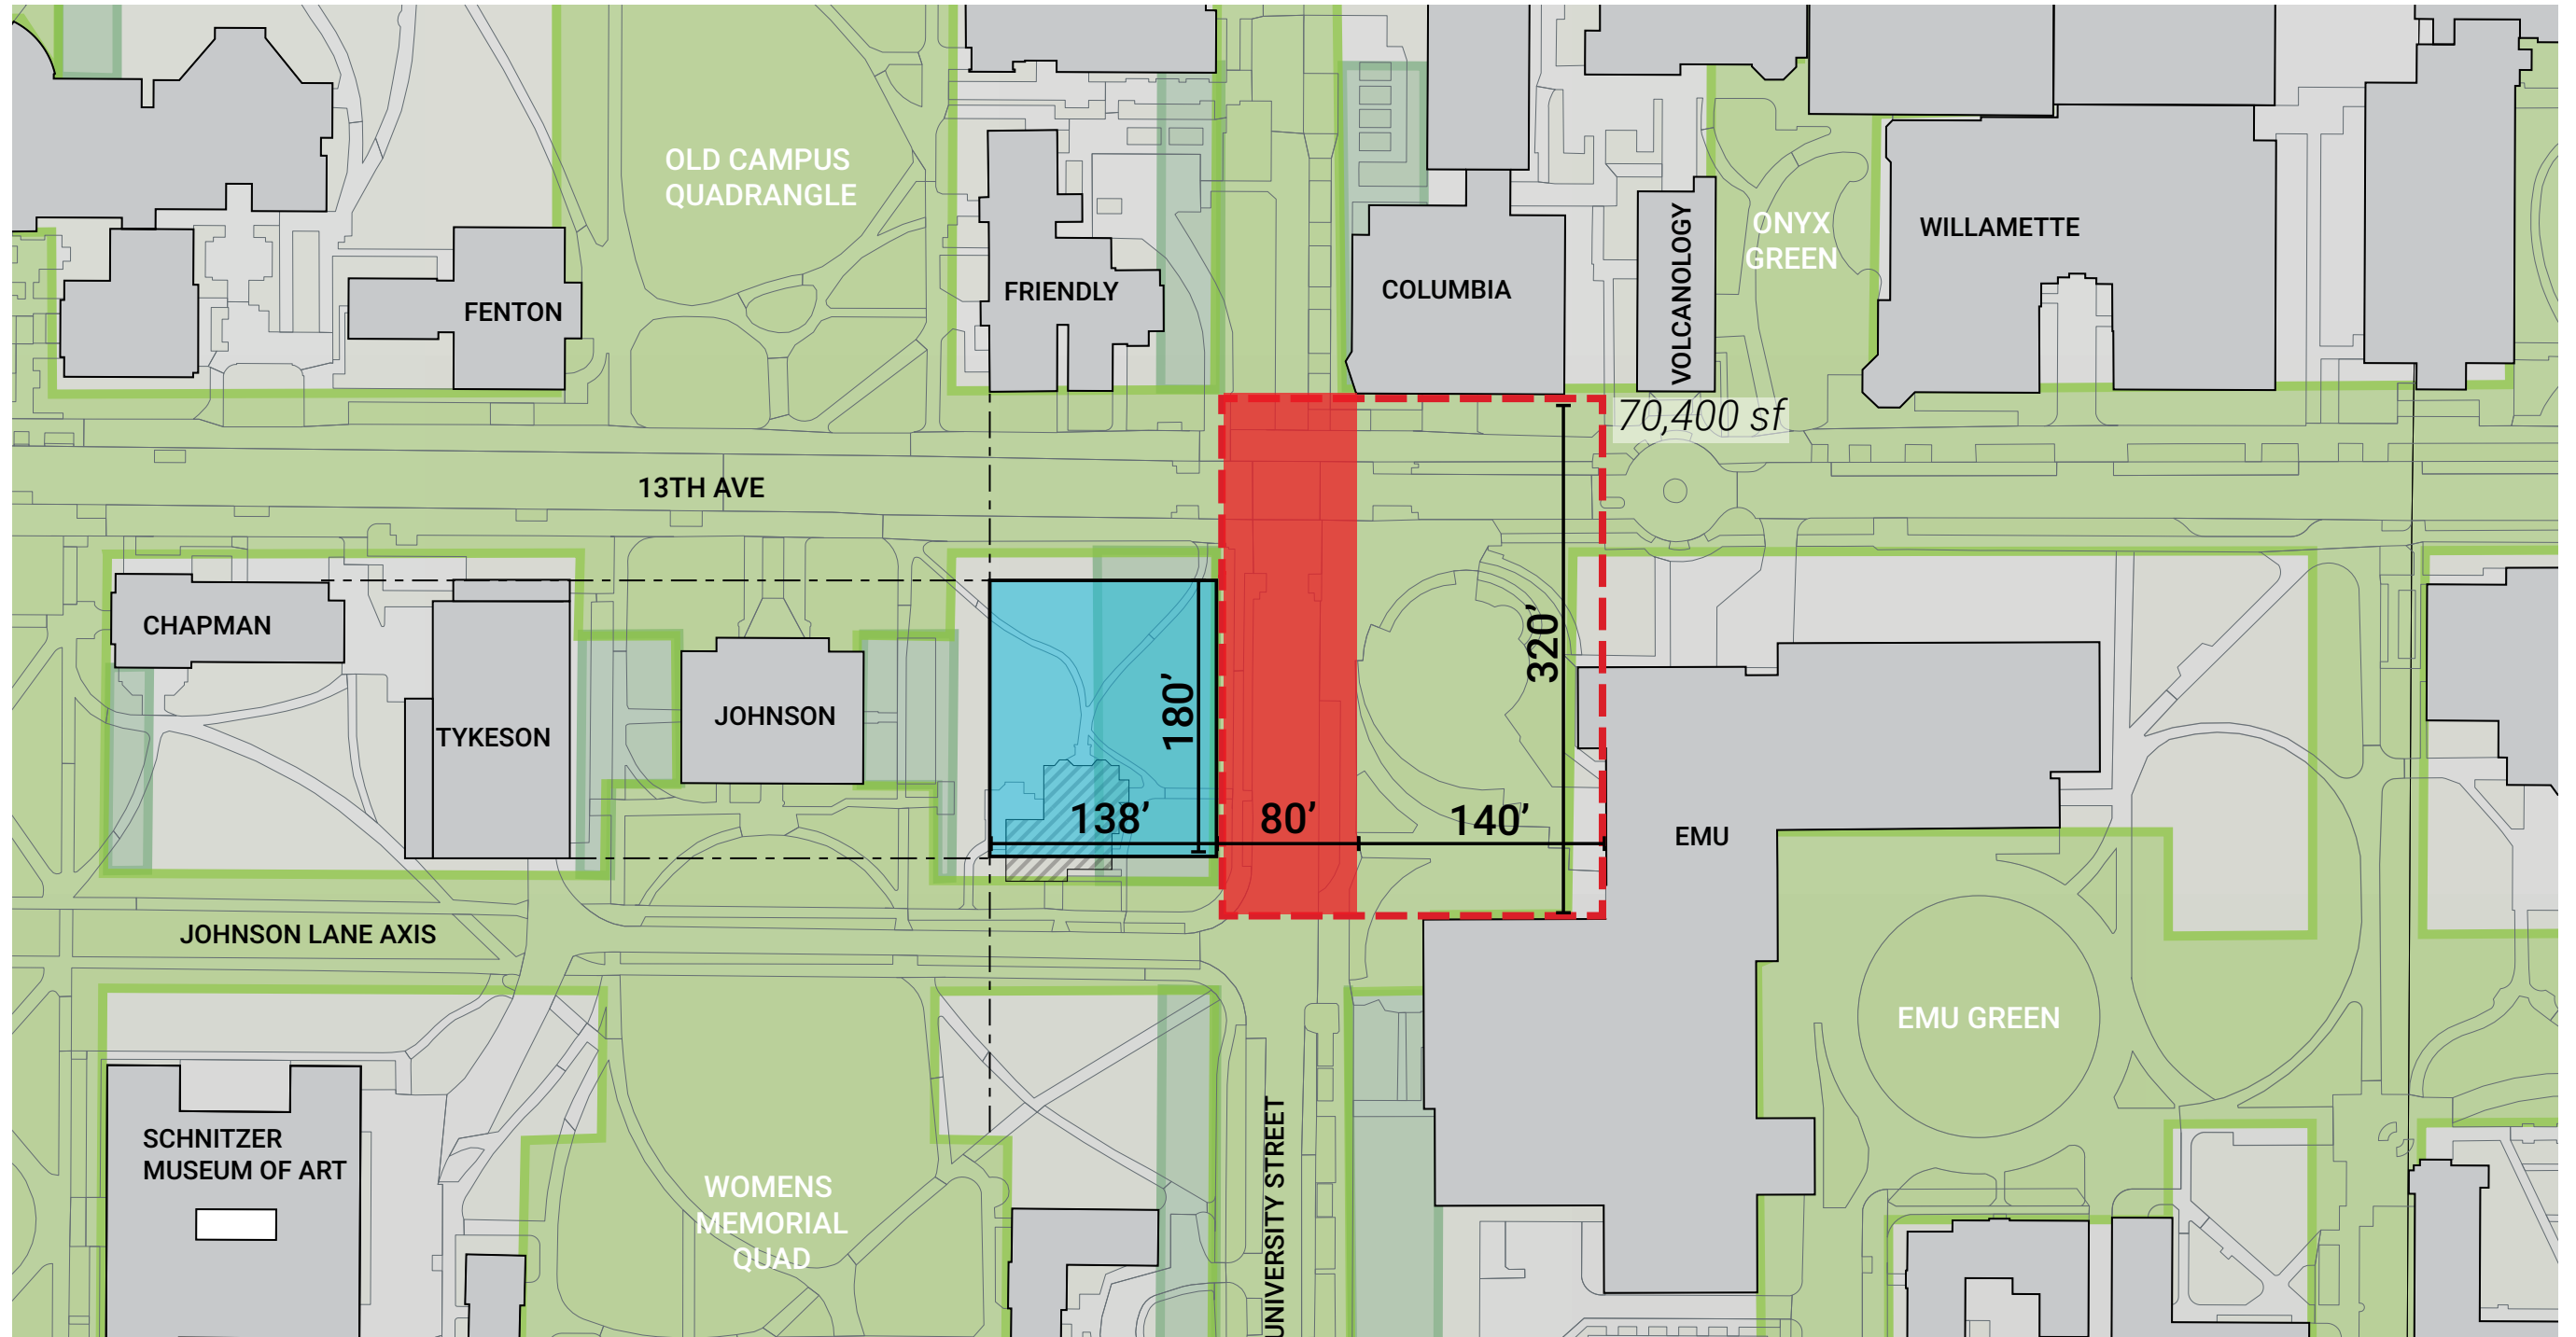 OLD CAMPUS
QUADRANGLE
FENTON
FRIENDLY
COLUMBIA
VOLCANOLOGY
ONYX
GREEN
WILLAMETTE
70,400 sf
13TH AVE
CHAPMAN
TYKESON
JOHNSON
180’
138’
80’
140’
320’
EMU
JOHNSON LANE AXIS
EMU GREEN
SCHNITZER
MUSEUM OF ART
WOMENS
MEMORIAL
QUAD
UNIVERSITY STREET